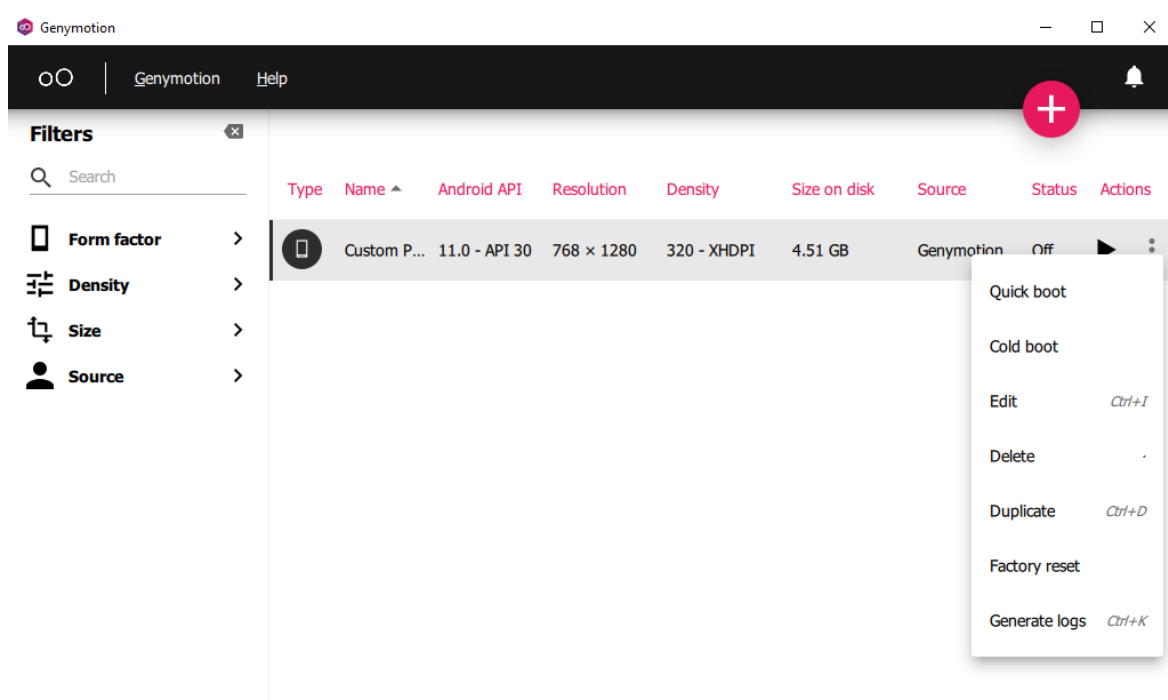 Genymotion
Genymotion Help
Filters
Search
Form factor
Density
Size
Source
Type Name Android API Resolution Density Size on disk Source Status Actions
Custom P... 11.0 - API 30 768 × 1280 320 - XHDPI 4.51 GB Genymotion Off
Quick boot
Cold boot
Edit Ctrl+I
Delete
Duplicate Ctrl+D
Factory reset
Generate logs Ctrl+K